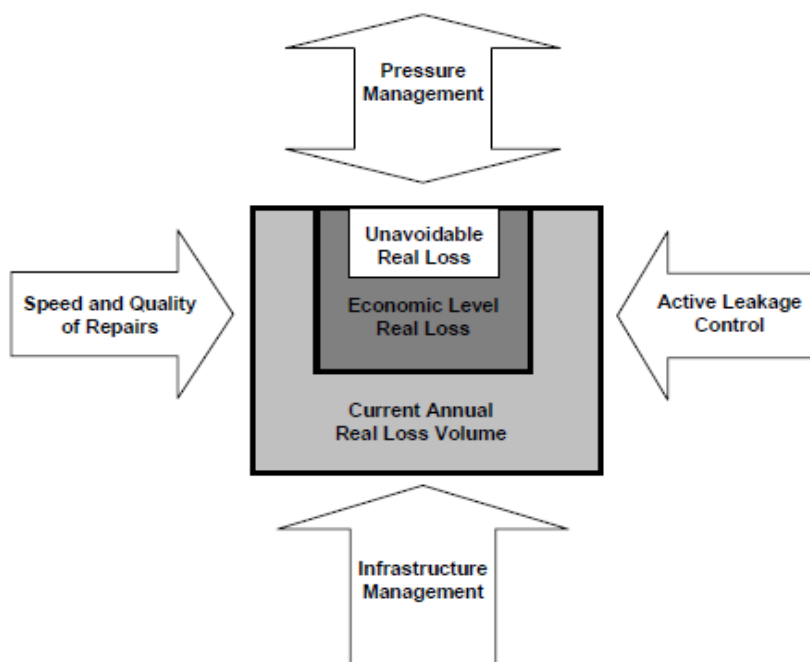 Pressure
Management
Unavoidable
Real Loss
Speed and Quality
of Repairs
Economic Level
Real Loss
Active Leakage
Control
Current Annual
Real Loss Volume
Infrastructure
Management